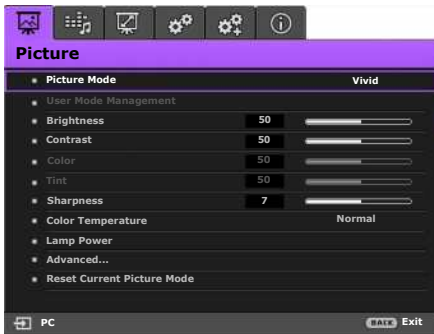 Picture
Picture Mode Vivid
User Mode Management
Brightness 50
Contrast 50
Color 50
Tint 50
Sharpness 7
Color Temperature Normal
Lamp Power
Advanced...
Reset Current Picture Mode
PC BACK Exit